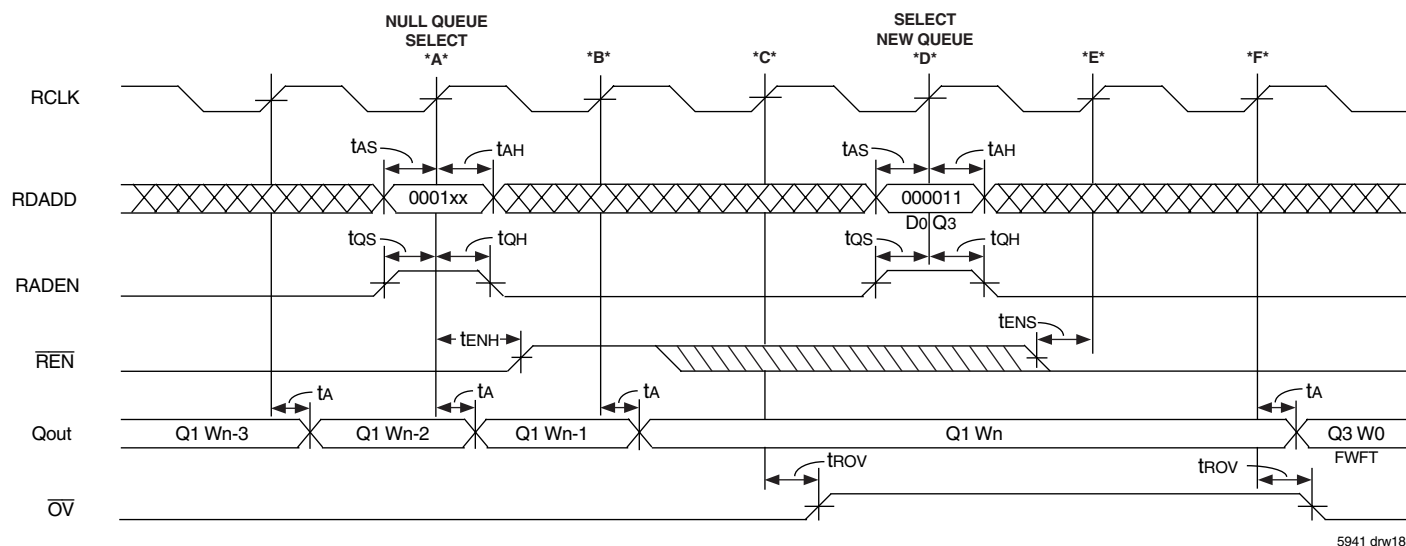 NULL QUEUE
SELECT
*A*
*B*
*C*
SELECT
NEW QUEUE
*D*
*E*
*F*
RCLK
tAS
tAH
tAS
tAH
RDADD
0001xx
000011
D0 Q3
tQS
tQH
tQS
tQH
RADEN
tENH
tENS
REN
tA
tA
tA
tA
Qout
Q1 Wn-3
Q1 Wn-2
Q1 Wn-1
Q1 Wn
Q3 W0
FWFT
tROV
tROV
OV
5941 drw18